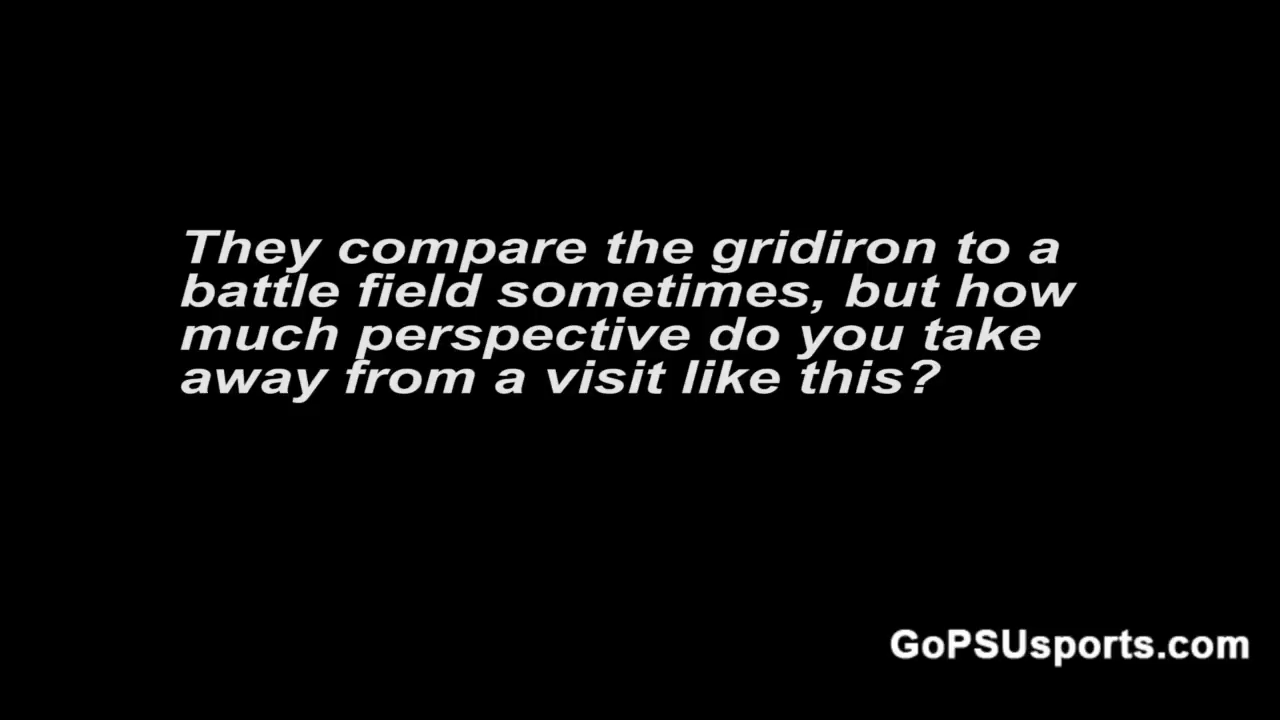 They compare the gridiron to a
battle field sometimes, but how
much perspective do you take
away from a visit like this?
GoPSUsports.com